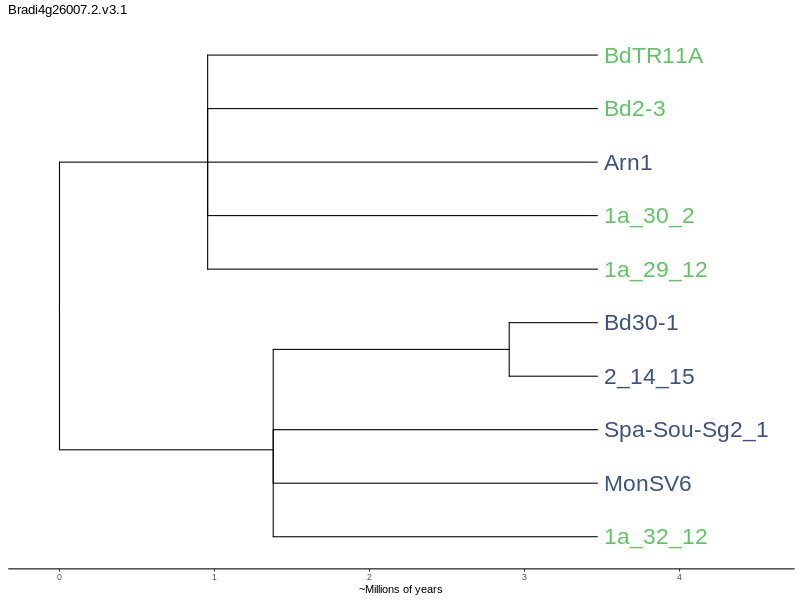 Bradi4g26007.2.v3.1
BdTR11A
Bd2-3
Arn1
1a_30_2
1a_29_12
Bd30-1
2_14_15
Spa-Sou-Sg2_1
MonSV6
1a_32_12
0 1 2 3 4
~Millions of years